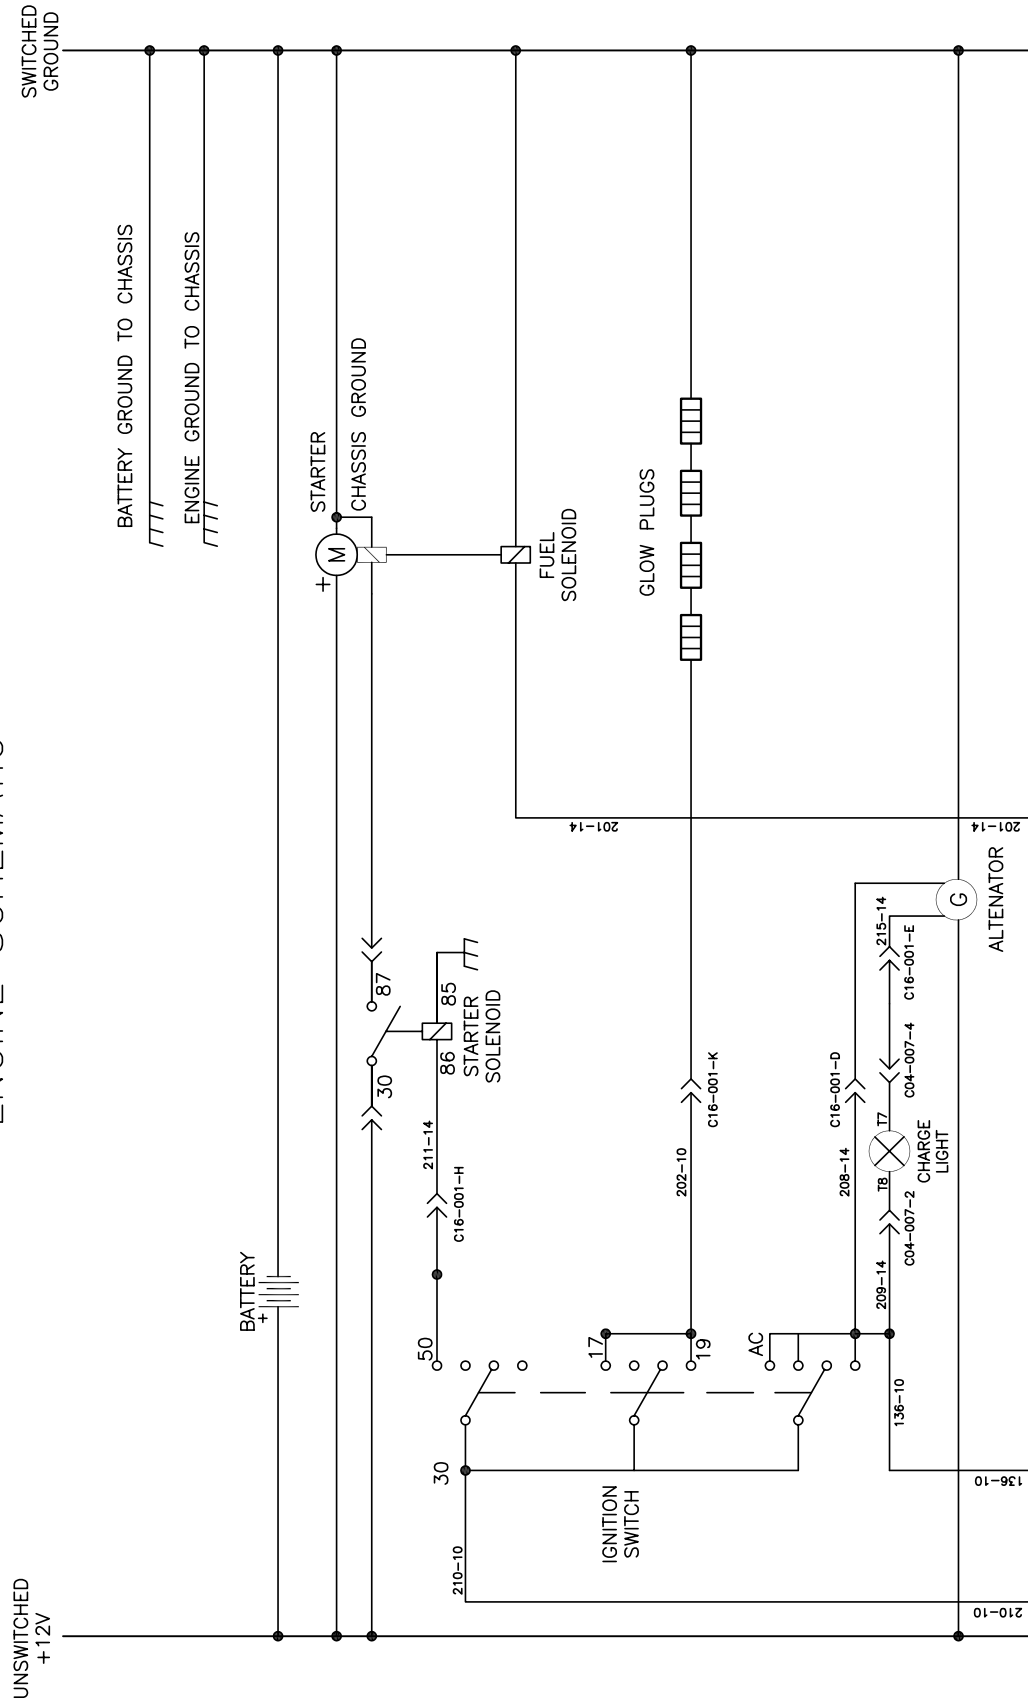 ENGINE SCHEMATIC
SWITCHED
GROUND
BATTERY GROUND TO CHASSIS
ENGINE GROUND TO CHASSIS
STARTER
CHASSIS GROUND
+
M
FUEL
SOLENOID
GLOW PLUGS
201-14
201-14
ALTENATOR
G
215-14
C16-001-E
87
85
86
30
STARTER
SOLENOID
211-14
C16-001-H
C16-001-K
202-10
C16-001-D
208-14
C04-007-4
T7
CHARGE
LIGHT
T8
C04-007-2
209-14
BATTERY
+
50
17
19
AC
136-10
136-10
30
IGNITION
SWITCH
210-10
210-10
UNSWITCHED
+12V